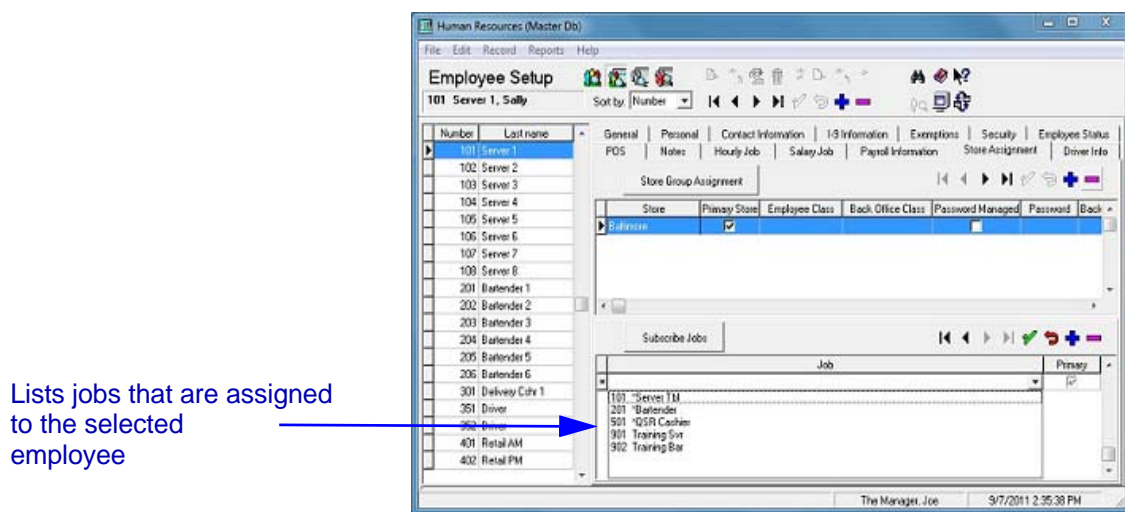 Human Resources (Master Db)
File Edit Record Reports Help
Employee Setup
101 Server 1, Sally
Sort by: Number
Number Last name
101 Server 1
102 Server 2
103 Server 3
104 Server 4
105 Server 5
106 Server 6
107 Server 7
108 Server 8
201 Bartender 1
202 Bartender 2
203 Bartender 3
204 Bartender 4
205 Bartender 5
206 Bartender 6
301 Delivery Cshr 1
351 Driver
352 Driver
401 Retail AM
402 Retail PM
General Personal Contact Information I-9 Information Exemptions Security Employee Status
POS Notes Hourly Job Salary Job Payroll Information Store Assignment Driver Info
Store Group Assignment
Store Primary Store Employee Class Back Office Class Password Managed Password Back
Baltimore
Subscribe Jobs
Job Primary
101 *Server Tbl
201 *Bartender
501 *QSR Cashier
901 Training Svr
902 Training Bar
Lists jobs that are assigned
to the selected
employee
The Manager, Joe 9/7/2011 2:35:38 PM